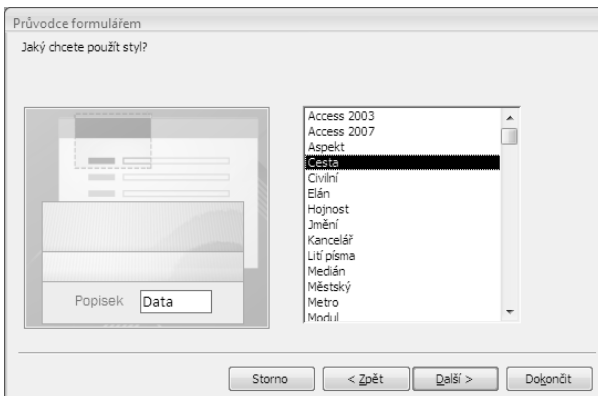 Průvodce formulářem
Jaký chcete použít styl?
Popisek Data
Access 2003
Access 2007
Aspekt
Cesta
Civilní
Elán
Hojnost
Jmění
Kancelář
Lití písma
Medián
Městský
Metro
Modul
Storno < Zpět Další > Dokončit